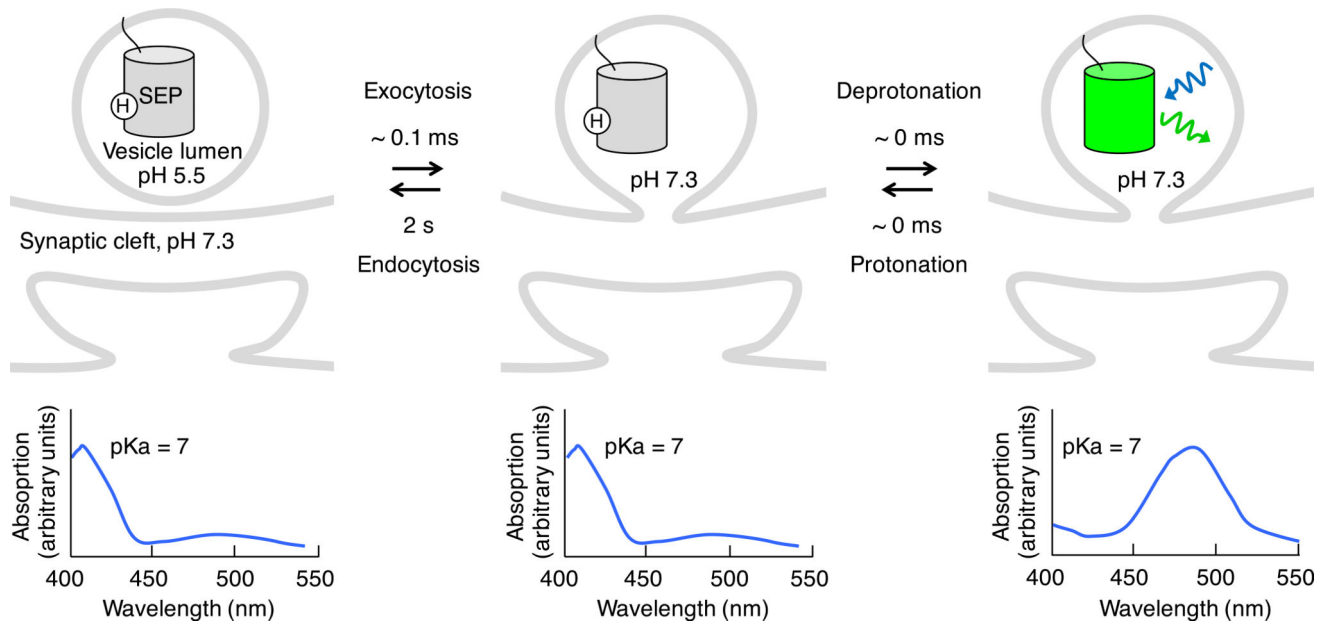 H
SEP
Vesicle lumen
pH 5.5
Synaptic cleft, pH 7.3
Exocytosis
~ 0.1 ms
2 s
Endocytosis
H
pH 7.3
Deprotonation
~ 0 ms
~ 0 ms
Protonation
pH 7.3
Absoprtion
(arbitrary units)
pKa = 7
400 450 500 550
Wavelength (nm)
Absoprtion
(arbitrary units)
pKa = 7
400 450 500 550
Wavelength (nm)
Absoprtion
(arbitrary units)
pKa = 7
400 450 500 550
Wavelength (nm)